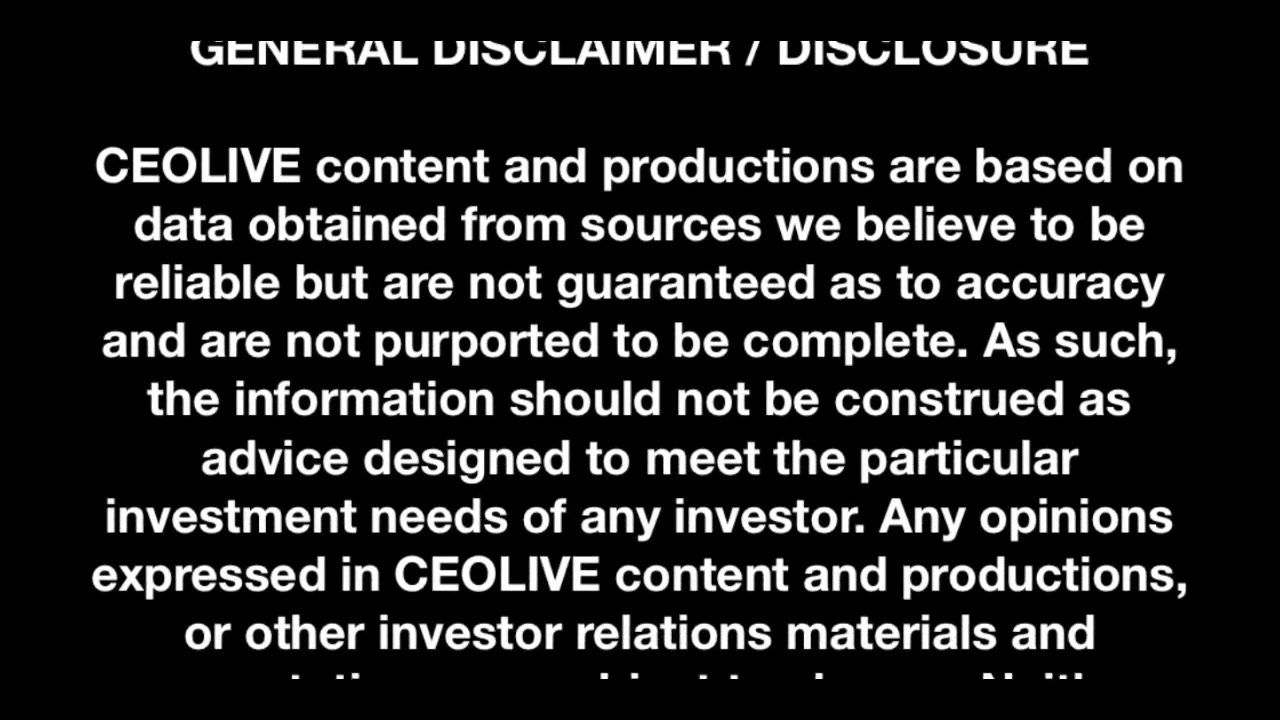 GENERAL DISCLAIMER / DISCLOSURE
CEOLIVE content and productions are based on
data obtained from sources we believe to be
reliable but are not guaranteed as to accuracy
and are not purported to be complete. As such,
the information should not be construed as
advice designed to meet the particular
investment needs of any investor. Any opinions
expressed in CEOLIVE content and productions,
or other investor relations materials and